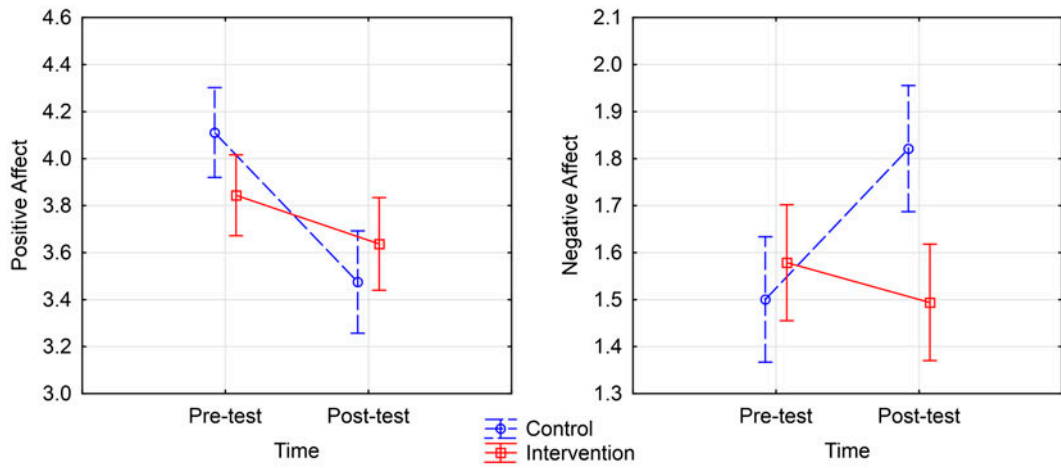 Positive Affect
4.6
4.4
4.2
4.0
3.8
3.6
3.4
3.2
3.0
Pre-test Post-test
Time
Negative Affect
2.1
2.0
1.9
1.8
1.7
1.6
1.5
1.4
1.3
Pre-test Post-test
Time
Control
Intervention